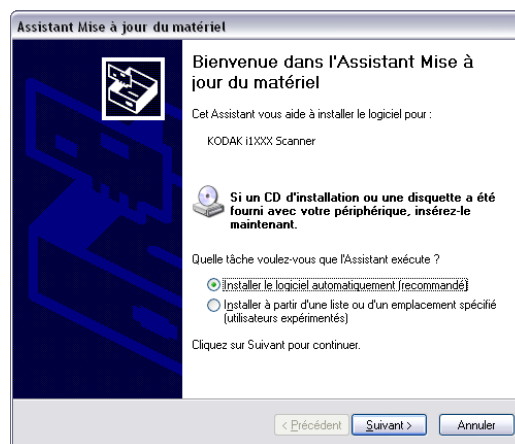 Assistant Mise à jour du matériel
Bienvenue dans l'Assistant Mise à
jour du matériel
Cet Assistant vous aide à installer le logiciel pour :
KODAK i1XXX Scanner
Si un CD d'installation ou une disquette a été
fourni avec votre périphérique, insérez-le
maintenant.
Quelle tâche voulez-vous que l'Assistant exécute ?
Installer le logiciel automatiquement (recommandé)
Installer à partir d'une liste ou d'un emplacement spécifié
(utilisateurs expérimentés)
Cliquez sur Suivant pour continuer.
< Précédent
Suivant >
Annuler